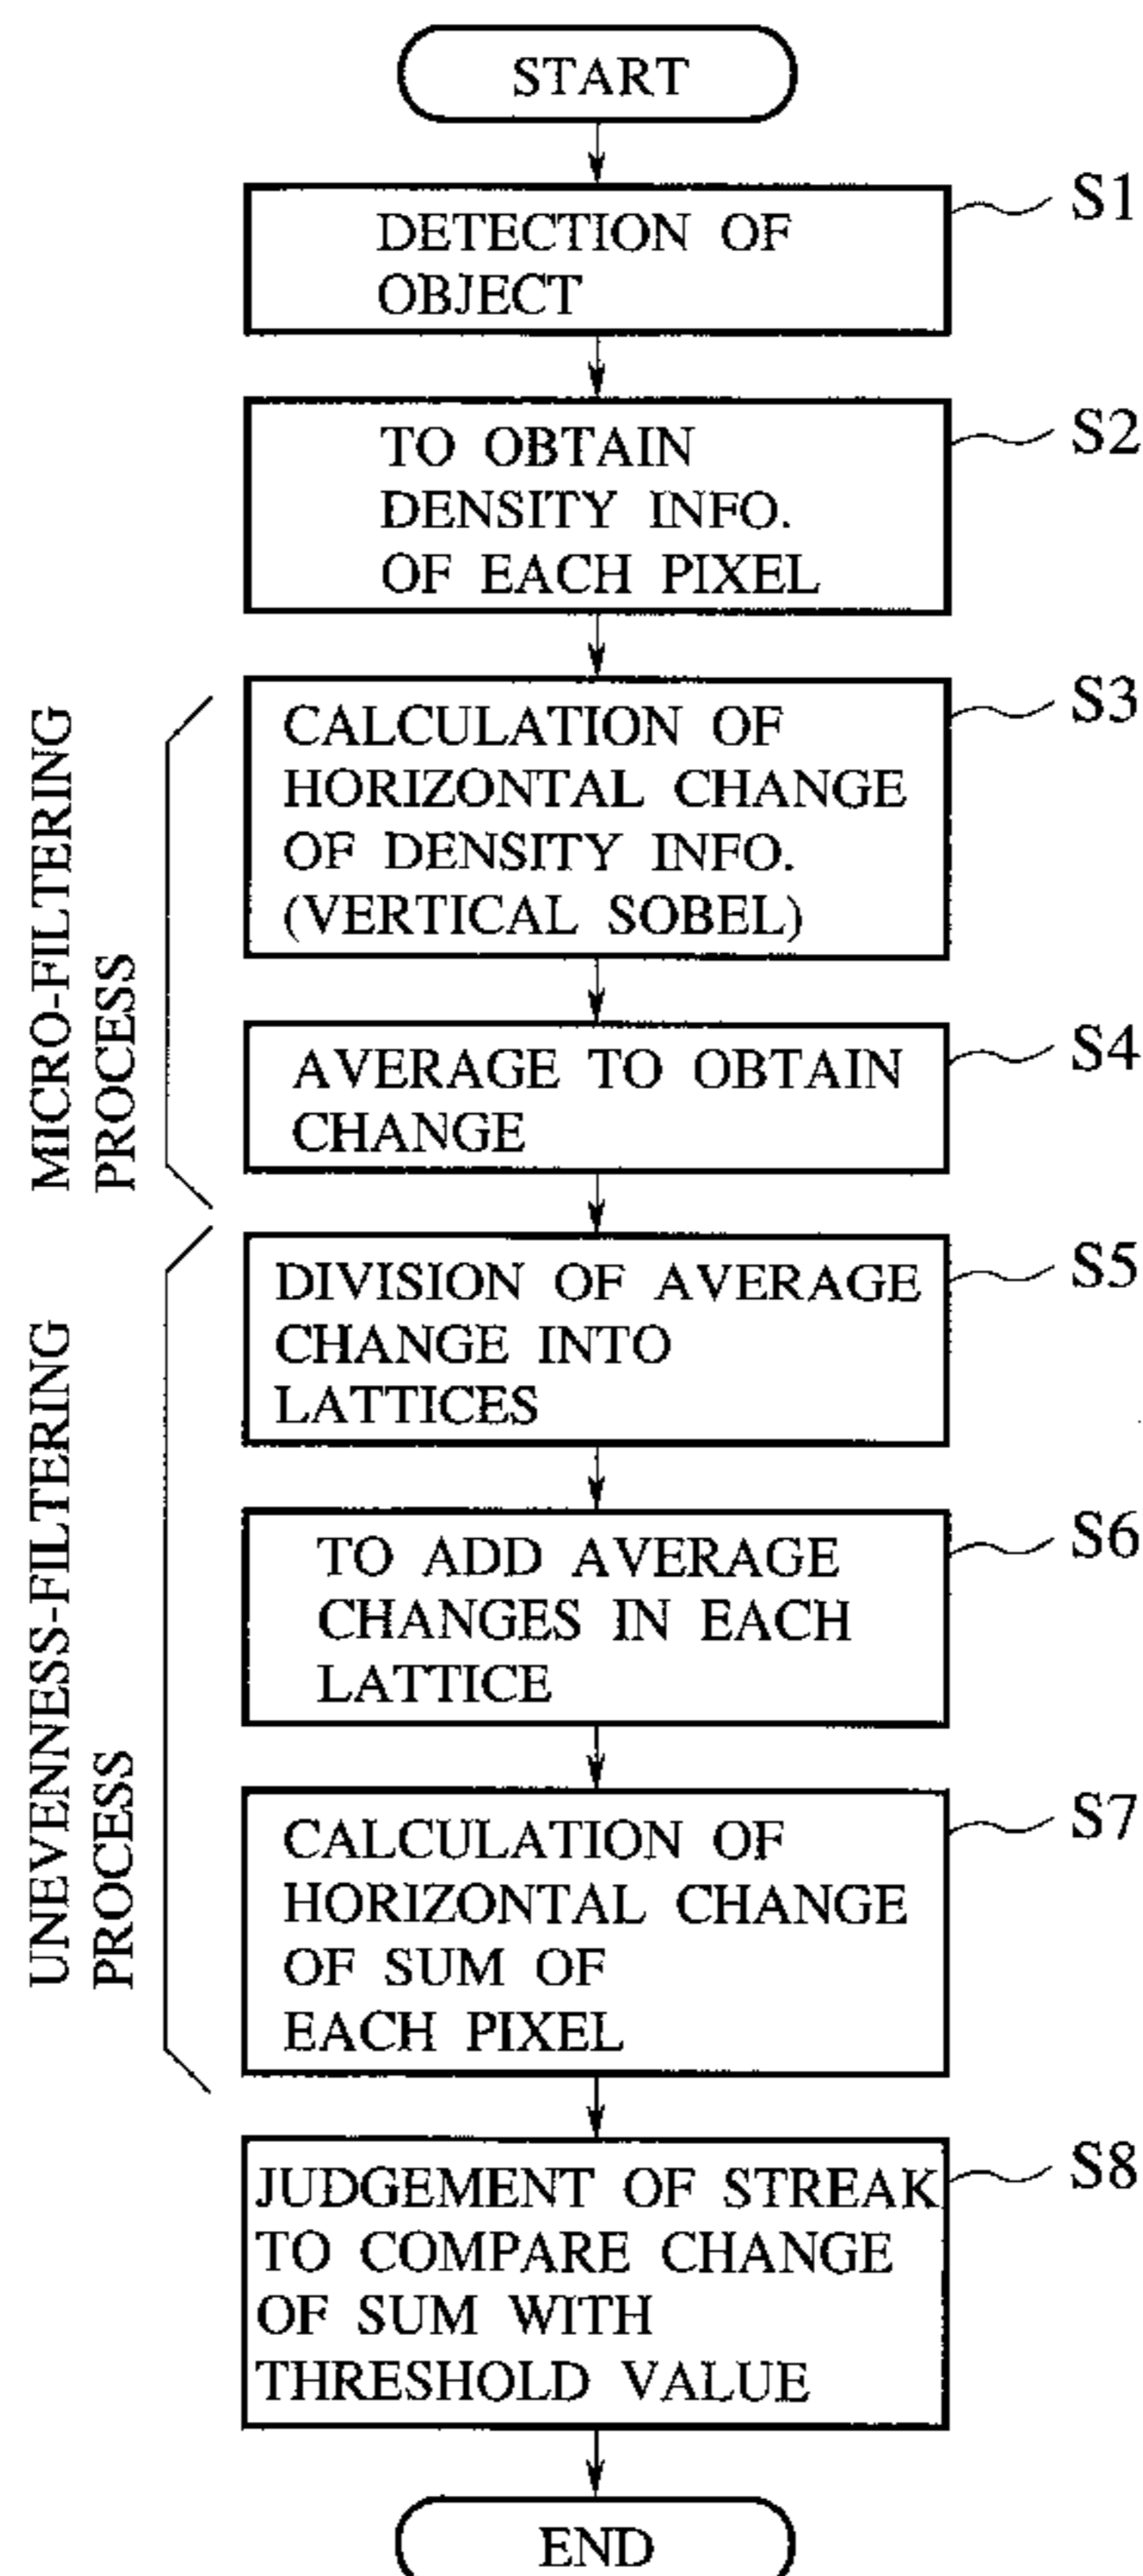 START
S1
DETECTION OF
OBJECT
S2
TO OBTAIN
DENSITY INFO.
OF EACH PIXEL
MICRO-FILTERING
PROCESS
S3
CALCULATION OF
HORIZONTAL CHANGE
OF DENSITY INFO.
(VERTICAL SOBEL)
S4
AVERAGE TO OBTAIN
CHANGE
UNEVENNESS-FILTERING
PROCESS
S5
DIVISION OF AVERAGE
CHANGE INTO
LATTICES
S6
TO ADD AVERAGE
CHANGES IN EACH
LATTICE
S7
CALCULATION OF
HORIZONTAL CHANGE
OF SUM OF
EACH PIXEL
S8
JUDGEMENT OF STREAK
TO COMPARE CHANGE
OF SUM WITH
THRESHOLD VALUE
END